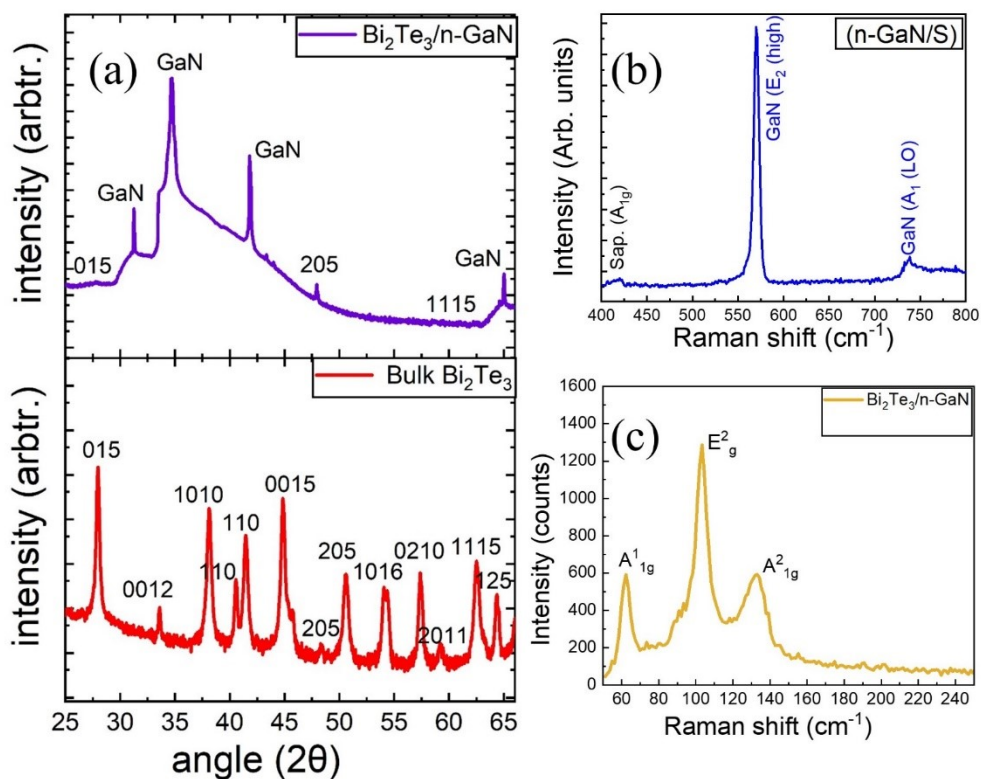 (a)
Bi₂Te₃/n-GaN
GaN
GaN
GaN
GaN
015
205
1115
intensity (arbtr.)
Bulk Bi₂Te₃
015
0012
1010
110
110
0015
205
205
1016
0210
2011
1115
125
intensity (arbtr.)
25 30 35 40 45 50 55 60 65
angle (2θ)
(b)
(n-GaN/S)
Sap. (A₁g)
GaN (E₂ (high)
GaN (A₁ (LO)
Intensity (Arb. units)
400 450 500 550 600 650 700 750 800
Raman shift (cm⁻¹)
(c)
Bi₂Te₃/n-GaN
A¹₁g
E²g
A²₁g
Intensity (counts)
1600
1400
1200
1000
800
600
400
200
0
60 80 100 120 140 160 180 200 220 240
Raman shift (cm⁻¹)